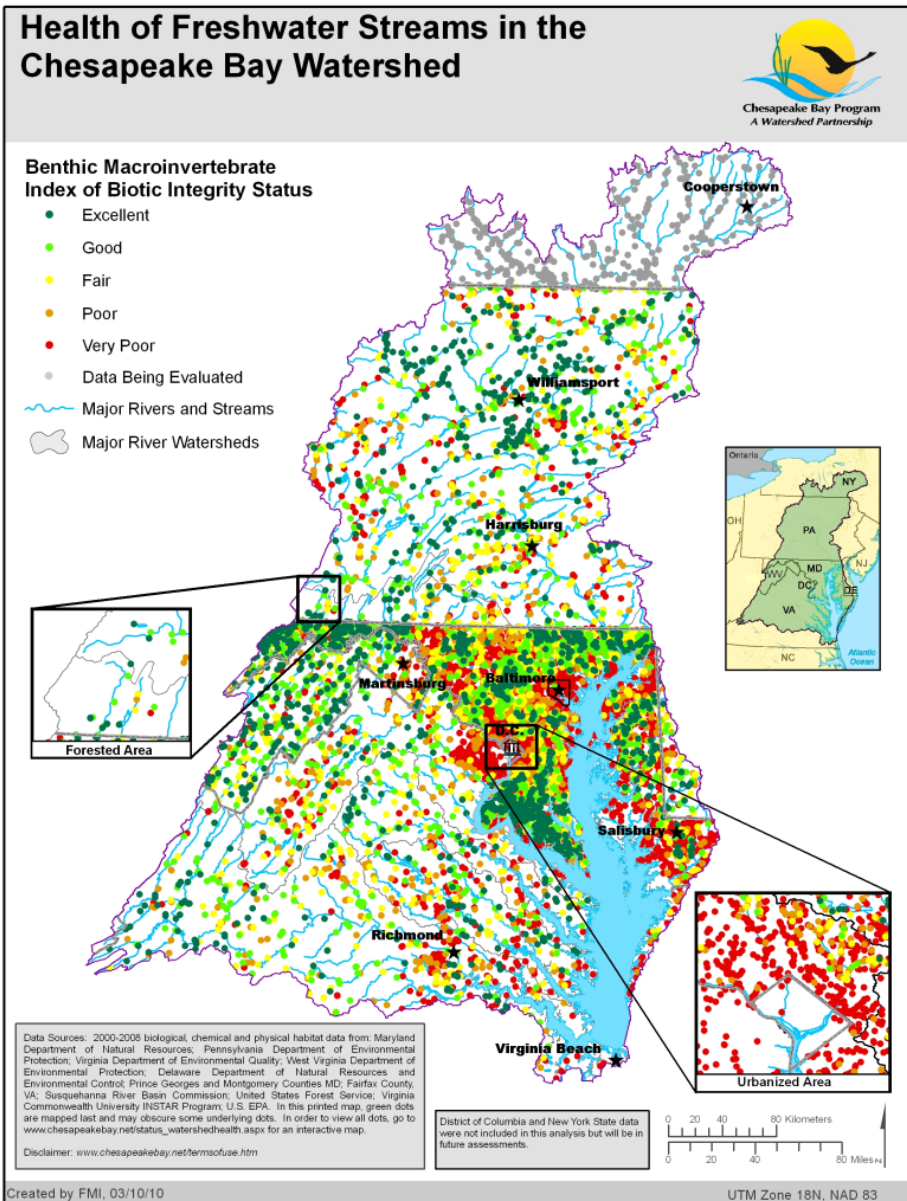 Health of Freshwater Streams in the
Chesapeake Bay Watershed
Chesapeake Bay Program
A Watershed Partnership
Benthic Macroinvertebrate
Index of Biotic Integrity Status
Excellent
Good
Fair
Poor
Very Poor
Data Being Evaluated
Major Rivers and Streams
Major River Watersheds
Cooperstown
Williamsport
Harrisburg
Martinsburg
Baltimore
D.C.
Salisbury
Richmond
Virginia Beach
Ontario
NY
PA
OH
NJ
MD
WV
DC
DE
VA
NC
Atlantic
Ocean
Forested Area
Urbanized Area
Data Sources: 2000-2008 biological, chemical and physical habitat data from: Maryland
Department of Natural Resources; Pennsylvania Department of Environmental
Protection; Virginia Department of Environmental Quality; West Virginia Department of
Environmental Protection; Delaware Department of Natural Resources and
Environmental Control; Prince Georges and Montgomery Counties MD; Fairfax County,
VA; Susquehanna River Basin Commission; United States Forest Service; Virginia
Commonwealth University INSTAR Program; U.S. EPA. In this printed map, green dots
are mapped last and may obscure some underlying dots. In order to view all dots, go to
www.chesapeakebay.net/status_watershedhealth.aspx for an interactive map.
Disclaimer: www.chesapeakebay.net/termsofuse.htm
District of Columbia and New York State data
were not included in this analysis but will be in
future assessments.
0 20 40 60 80 Kilometers
0 20 40 80 Miles
N
Created by FMI, 03/10/10
UTM Zone 18N, NAD 83